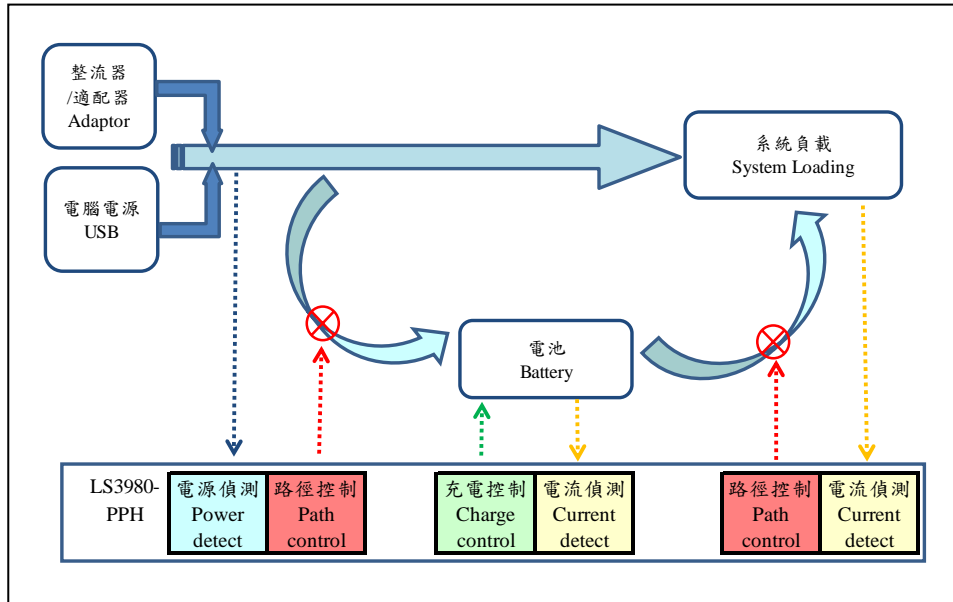 整流器
/適配器
Adaptor
電腦電源
USB
系統負載
System Loading
電池
Battery
LS3980-
PPH
電源偵測
Power
detect
路徑控制
Path
control
充電控制
Charge
control
電流偵測
Current
detect
路徑控制
Path
control
電流偵測
Current
detect